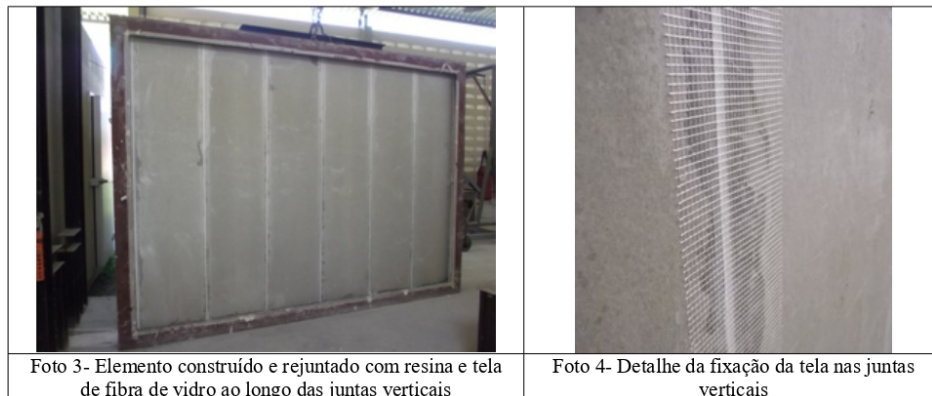 Foto 3- Elemento construído e rejuntado com resina e tela
de fibra de vidro ao longo das juntas verticais
Foto 4- Detalhe da fixação da tela nas juntas
verticais